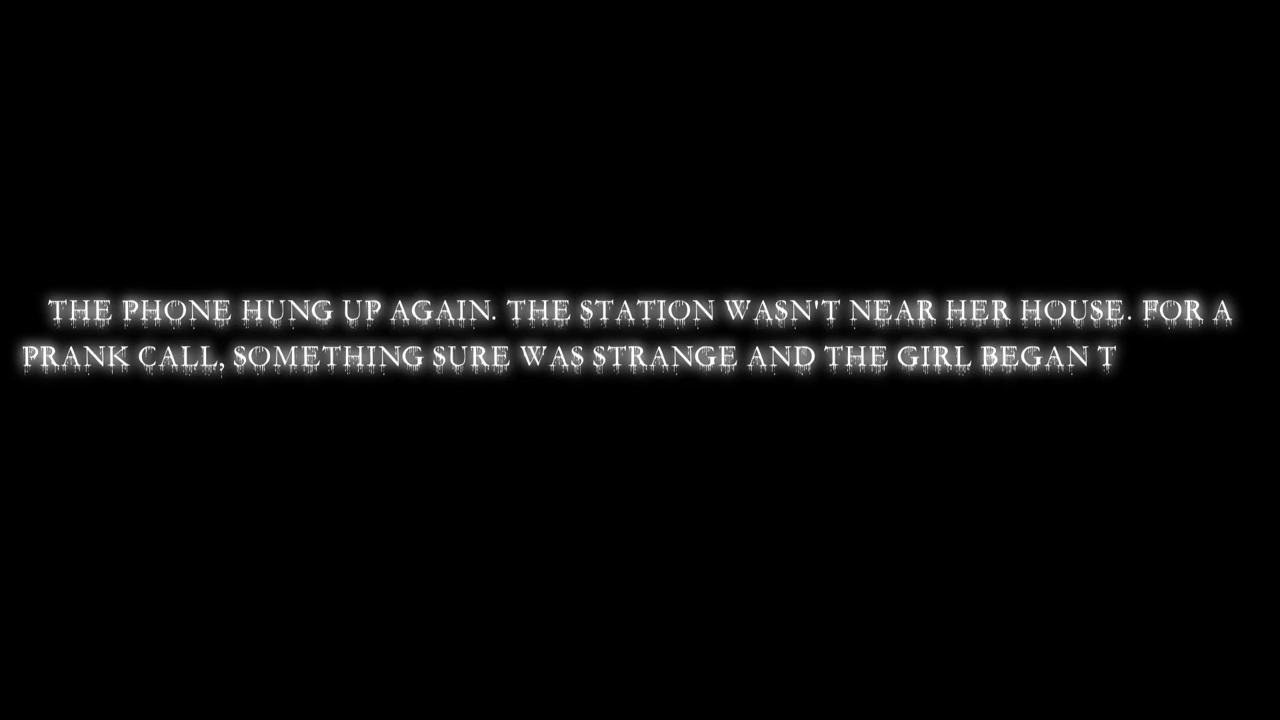 THE PHONE HUNG UP AGAIN. THE STATION WASN'T NEAR HER HOUSE. FOR A
PRANK CALL, SOMETHING SURE WAS STRANGE AND THE GIRL BEGAN T